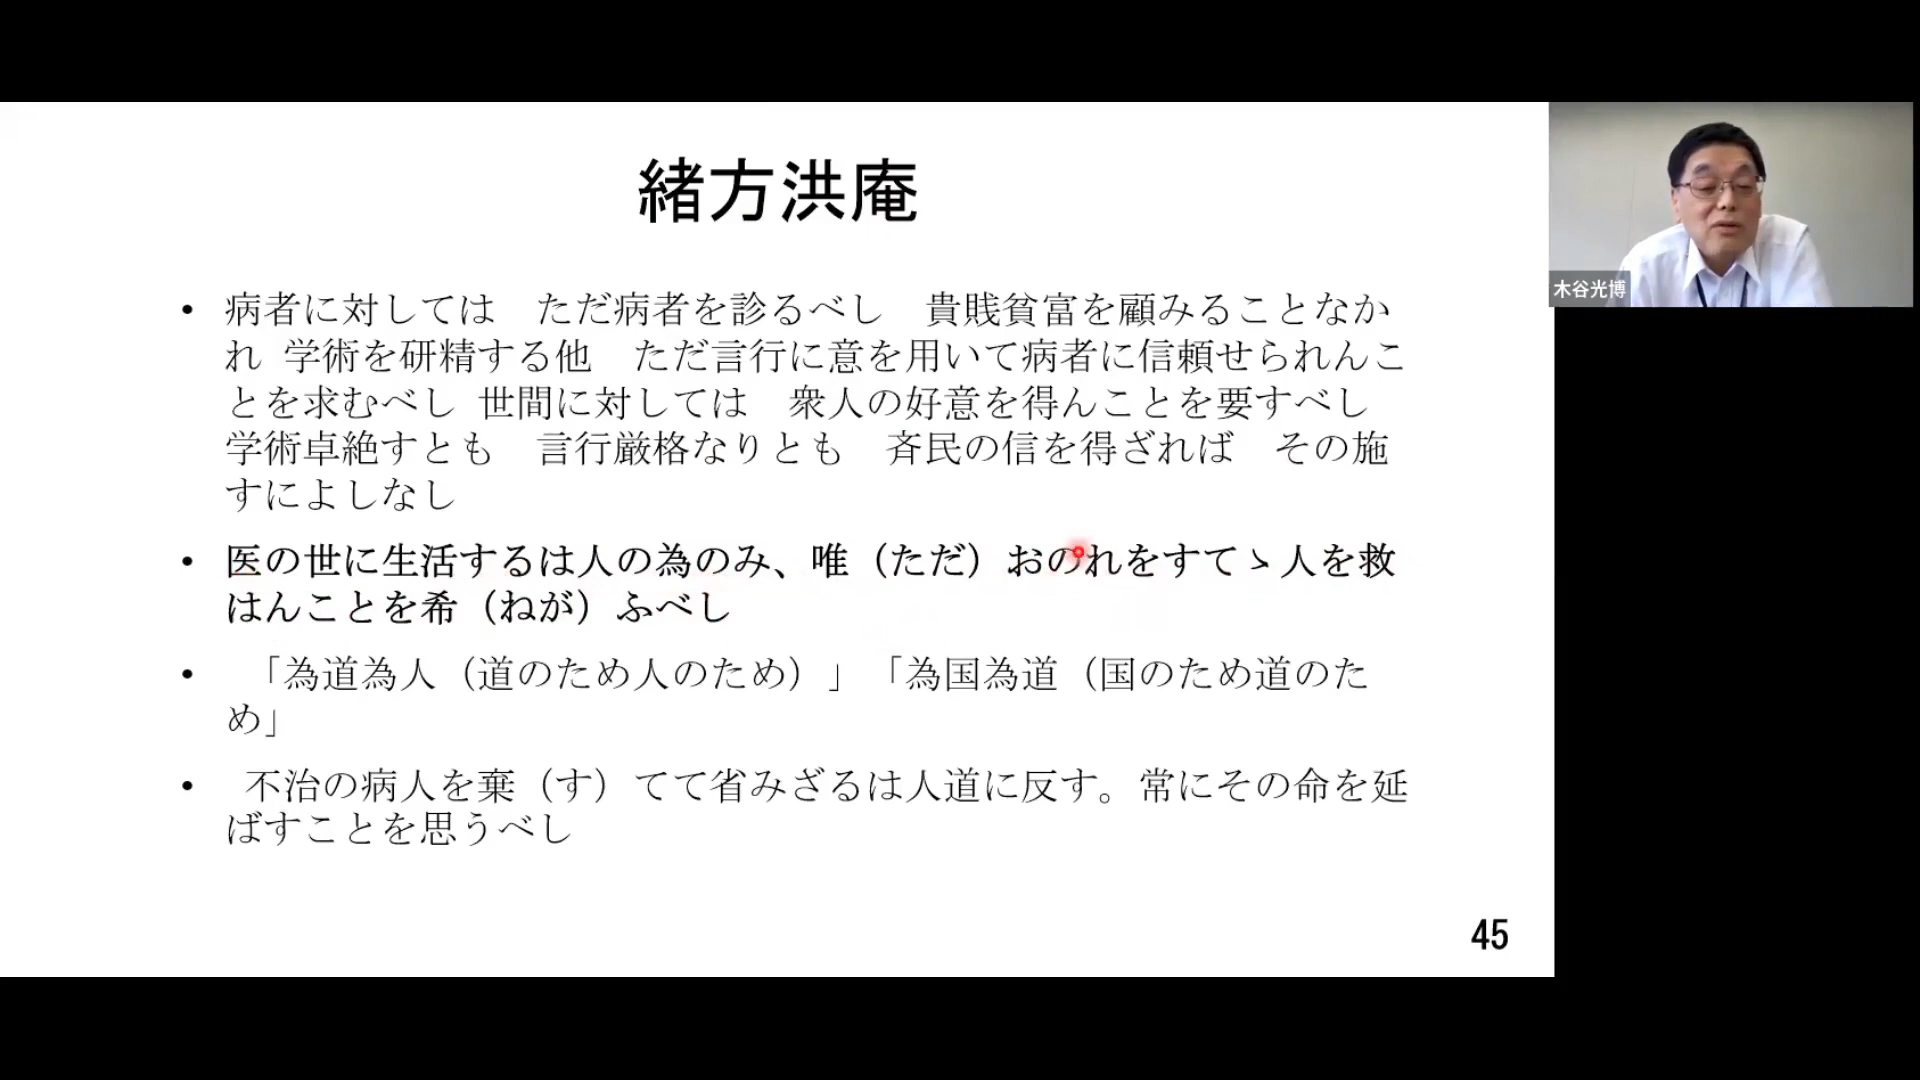 緒方洪庵
• 病者に対しては　ただ病者を診るべし　貴賎貧富を顧みることなか
れ 学術を研精する他　ただ言行に意を用いて病者に信頼せられんこ
とを求むべし 世間に対しては　衆人の好意を得んことを要すべし
学術卓絶すとも　言行厳格なりとも　斉民の信を得ざれば　その施
すによしなし
• 医の世に生活するは人の為のみ、唯（ただ）おのれをすてゝ人を救
はんことを希（ねが）ふべし
• 「為道為人（道のため人のため）」「為国為道（国のため道のた
め」
• 不治の病人を棄（す）てて省みざるは人道に反す。常にその命を延
ばすことを思うべし
45
木谷光博